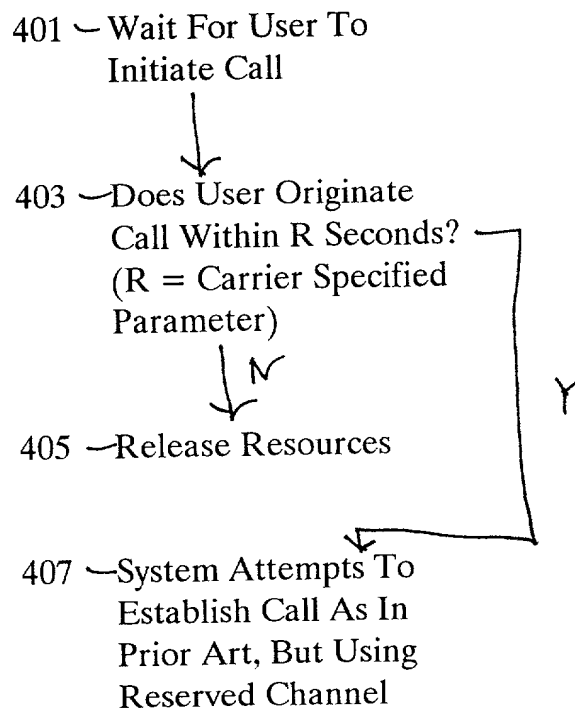 401 Wait For User To
Initiate Call
403 Does User Originate
Call Within R Seconds?
(R = Carrier Specified
Parameter)
N
Y
405 Release Resources
407 System Attempts To
Establish Call As In
Prior Art, But Using
Reserved Channel